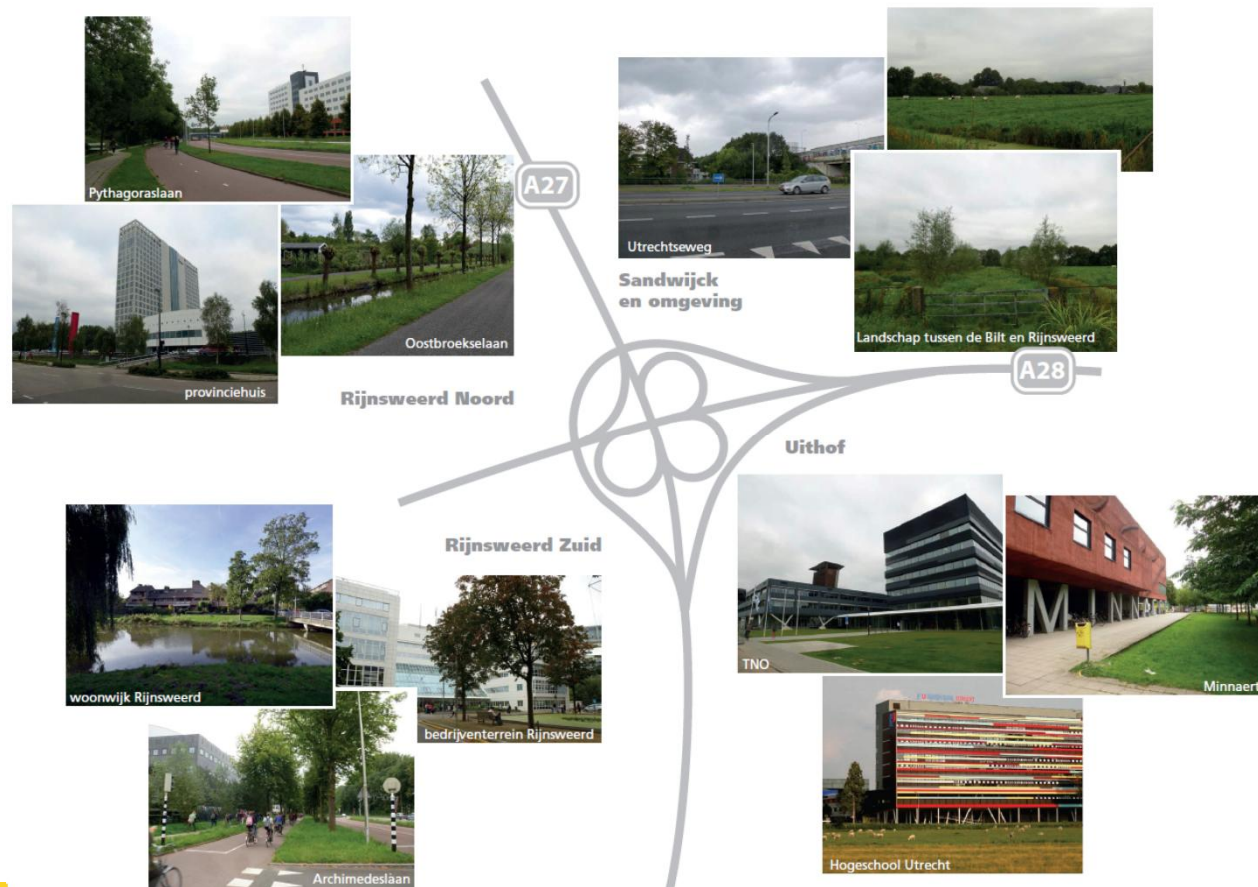 Pythagoraslaan
provinciehuis
Oostbroekselaan
A27
Rijnsweerd Noord
Utrechtseweg
Sandwijck
en omgeving
Landschap tussen de Bilt en Rijnsweerd
A28
Uithof
Rijnsweerd Zuid
woonwijk Rijnsweerd
bedrijventerrein Rijnsweerd
Archimedeslaan
TNO
Minnaert
Hogeschool Utrecht